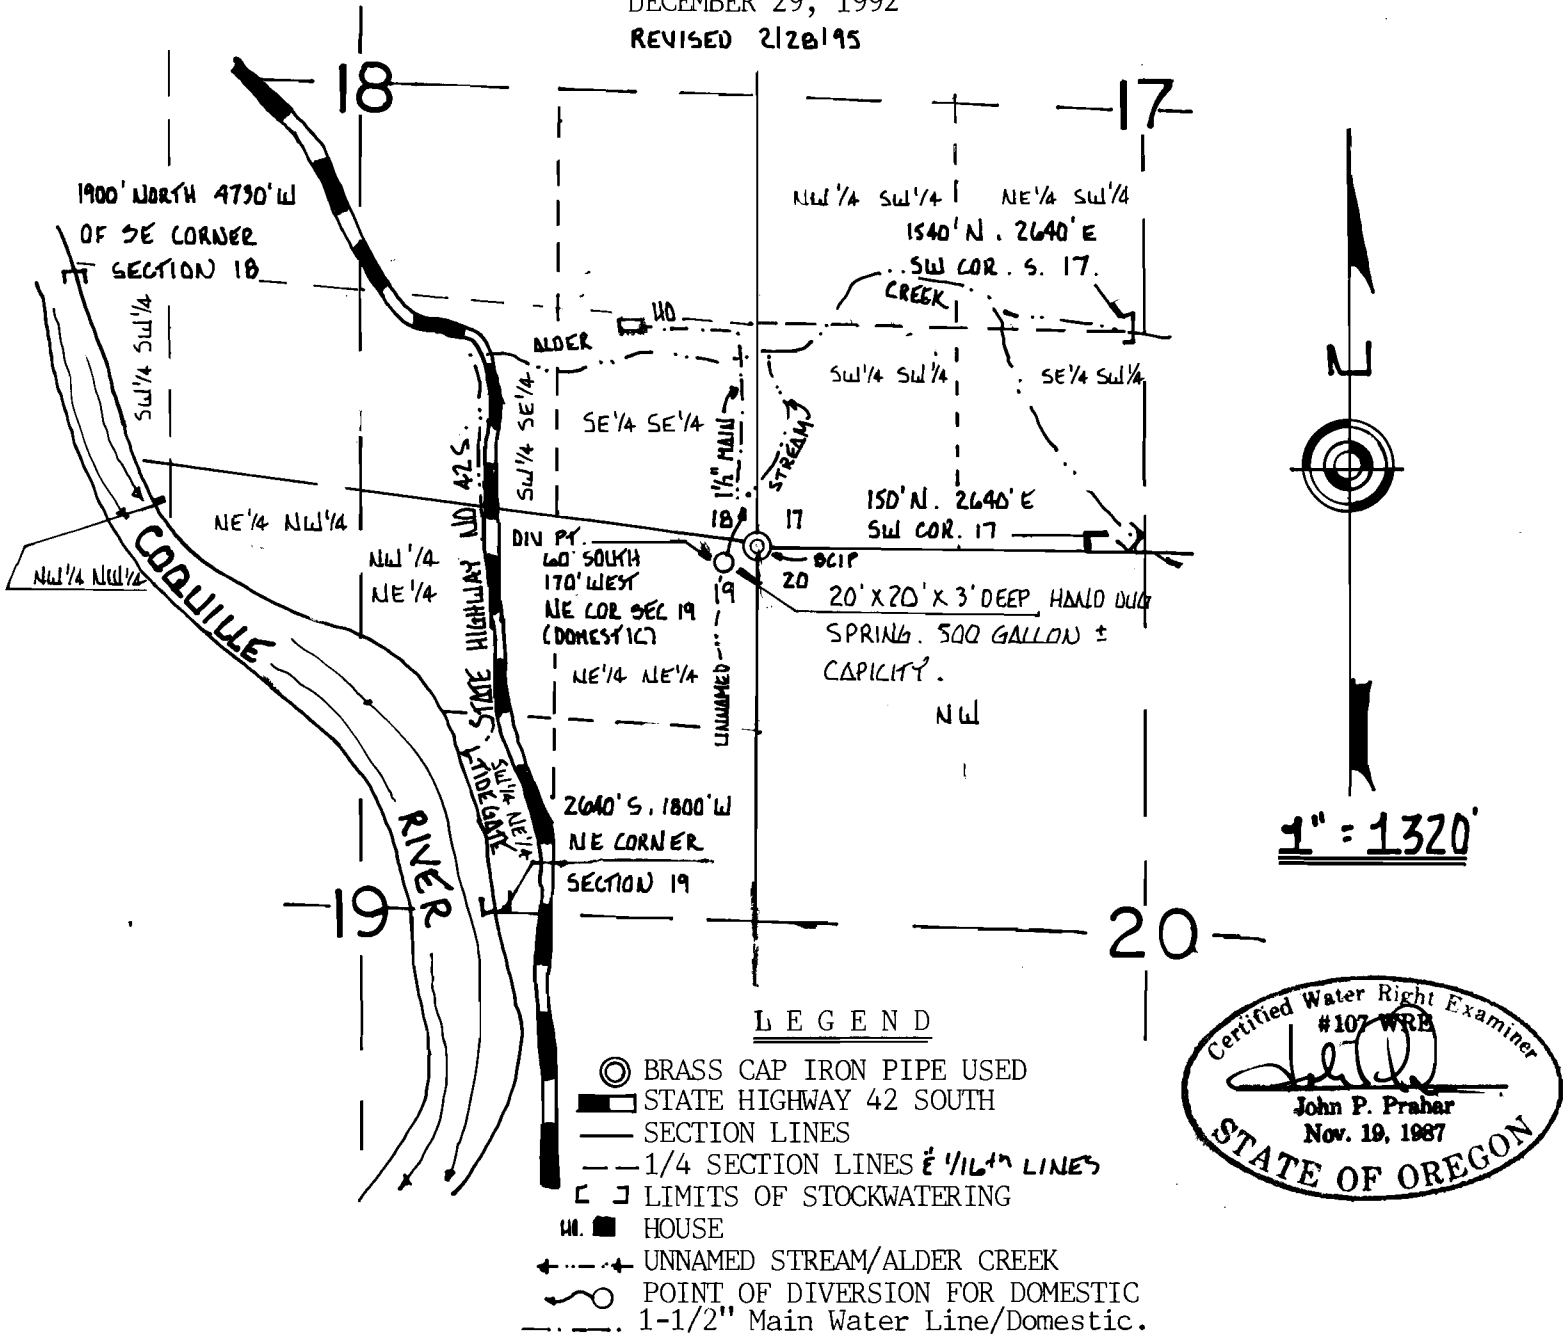 DECEMBER 29, 1992
REVISED 2/28/95
18
17
1900' NORTH 4790' W
OF SE CORNER
SECTION 18
NW 1/4 SW 1/4
NE 1/4 SW 1/4
1540' N. 2640' E
SW COR. S. 17.
CREEK
HO
ALDER
SW 1/4 SW 1/4
SW 1/4 SE 1/4
SE 1/4 SE 1/4
SW 1/4 SW 1/4
SE 1/4 SW 1/4
N
1 1/2" MAIN
STREAM
STATE HIGHWAY NO 42 S.
150' N. 2640' E
SW COR. 17
18
17
19
20
BCIP
DIV PT.
60' SOUTH
170' WEST
NE COR SEC 19
(DOMESTIC)
NE 1/4 NW 1/4
NW 1/4 NW 1/4
NW 1/4
NE 1/4
NE 1/4 NE 1/4
UNNAMED
20' X 20' X 3' DEEP HAND DUG
SPRING. 500 GALLON ±
CAPICITY.
NW
COQUILLE
RIVER
TIDEGATE
SW 1/4 NE 1/4
2640' S. 1800' W
NE CORNER
SECTION 19
1" = 1320'
19
20
LEGEND
BRASS CAP IRON PIPE USED
STATE HIGHWAY 42 SOUTH
SECTION LINES
1/4 SECTION LINES & 1/16th LINES
LIMITS OF STOCKWATERING
HO. HOUSE
UNNAMED STREAM/ALDER CREEK
POINT OF DIVERSION FOR DOMESTIC
1-1/2" Main Water Line/Domestic.
Certified Water Right Examiner
#107 WRE
John P. Prahar
Nov. 19, 1987
STATE OF OREGON